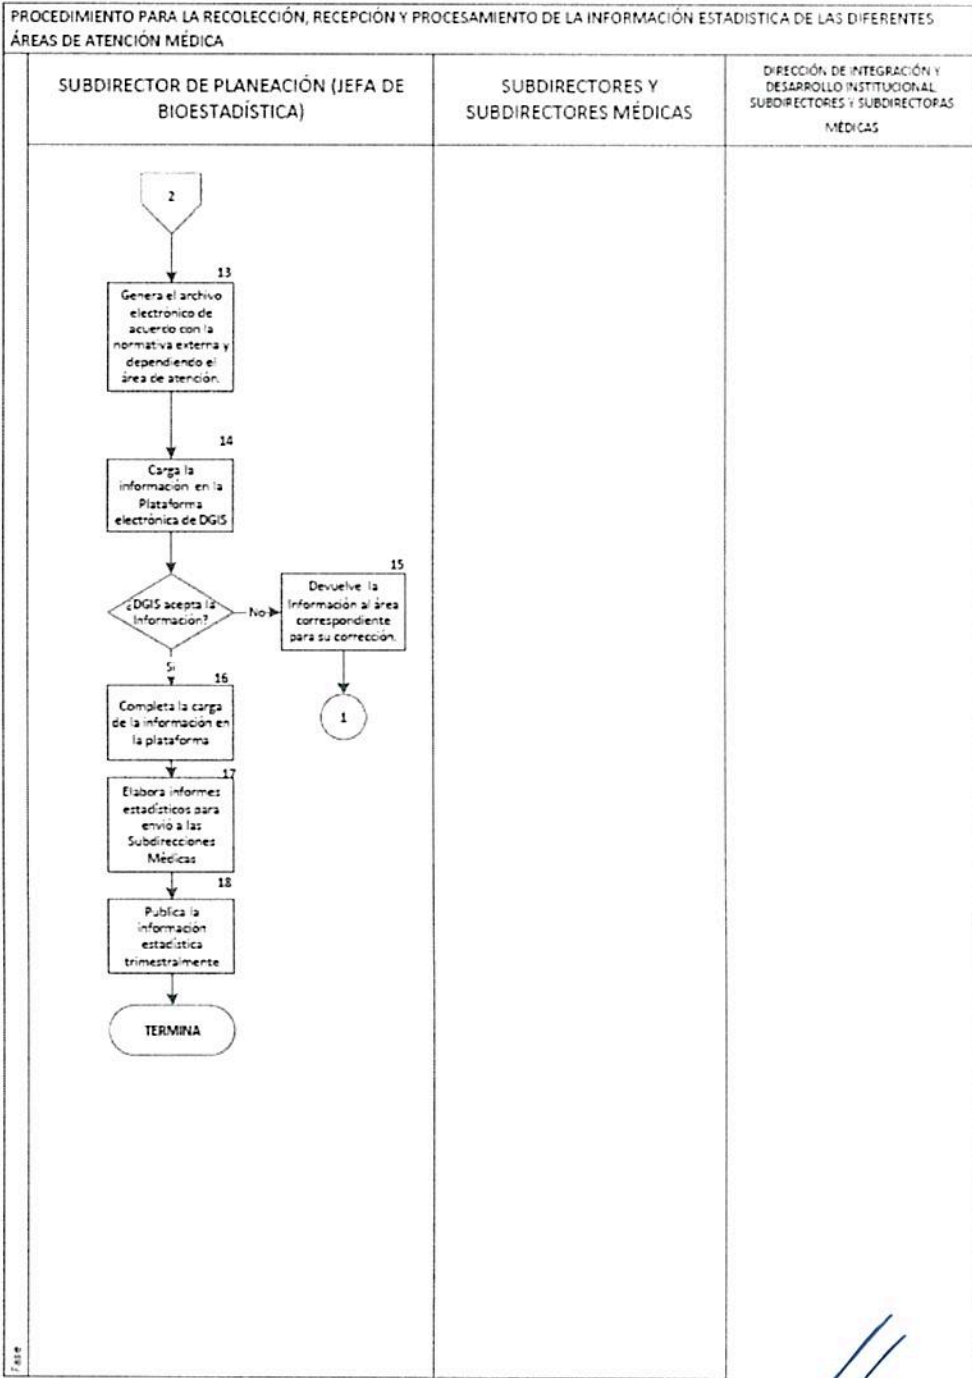 PROCEDIMIENTO PARA LA RECOLECCIÓN, RECEPCIÓN Y PROCESAMIENTO DE LA INFORMACIÓN ESTADISTICA DE LAS DIFERENTES
ÁREAS DE ATENCIÓN MÉDICA
SUBDIRECTOR DE PLANEACIÓN (JEFA DE
BIOESTADÍSTICA)
SUBDIRECTORES Y
SUBDIRECTORES MÉDICAS
DIRECCIÓN DE INTEGRACIÓN Y
DESARROLLO INSTITUCIONAL
SUBDIRECTORES Y SUBDIRECTORAS
MÉDICAS
2
13
Genera el archivo
electrónico de
acuerdo con la
normativa externa y
dependiendo el
área de atención.
14
Carga la
información en la
Plataforma
electrónica de DGIS
¿DGIS acepta la
Información?
No
15
Devuelve la
Información al área
correspondiente
para su corrección.
1
Si
16
Completa la carga
de la información en
la plataforma
17
Elabora informes
estadísticos para
envió a las
Subdirecciones
Médicas
18
Publica la
información
estadística
trimestralmente
TERMINA
Fase